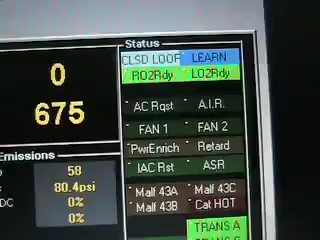 Status
CLSD LOOP LEARN
RO2Rdy LO2Rdy
0
675
AC Rqst A.I.R.
FAN 1 FAN 2
PwrEnrich Retard
IAC Rst ASR
Malf 43A Malf 43C
Malf 43B Cat HOT
TRANS A
Emissions
58
80.4psi
DC 0%
0%